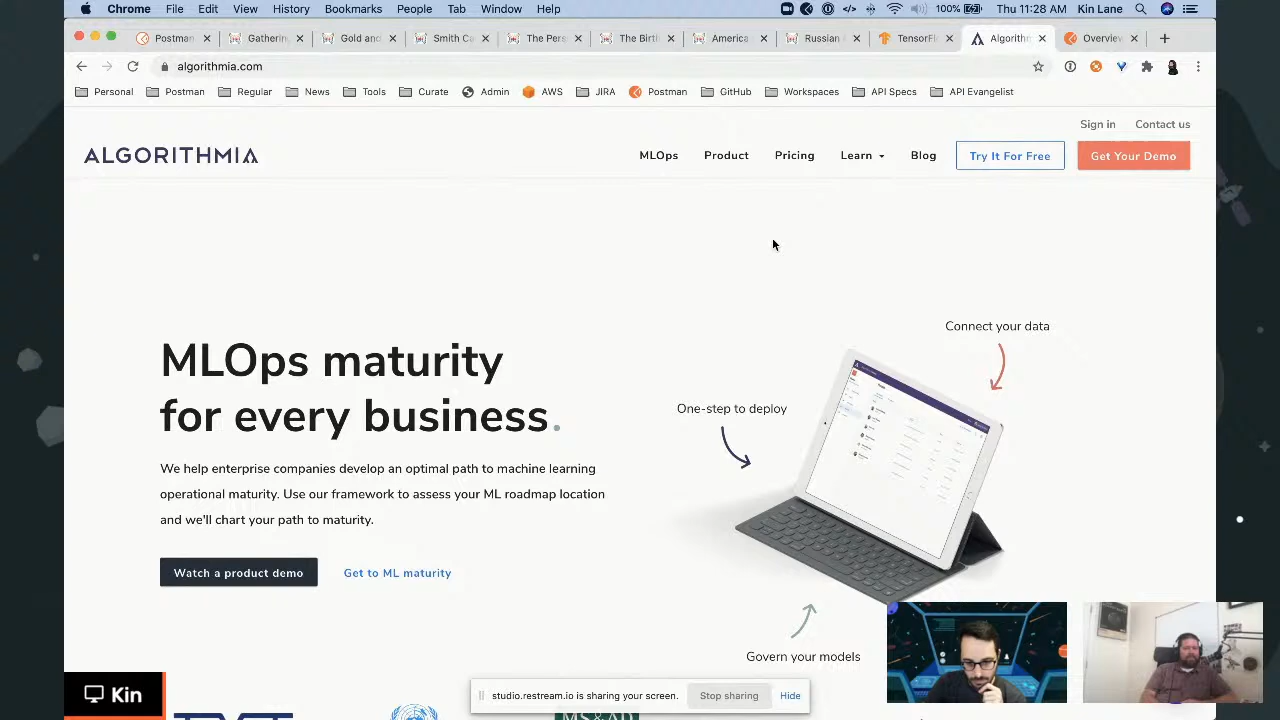 Chrome File Edit View History Bookmarks People Tab Window Help 100% Thu 11:28 AM Kin Lane
Postman Gatherin Gold and Smith Ca The Pers The Birth America Russian TensorFl Algorithm Overview
algorithmia.com
Personal Postman Regular News Tools Curate Admin AWS JIRA Postman GitHub Workspaces API Specs API Evangelist
Sign in Contact us
ALGORITHMIA MLOps Product Pricing Learn Blog Try It For Free Get Your Demo
Connect your data
MLOps maturity
for every business.
One-step to deploy
We help enterprise companies develop an optimal path to machine learning
operational maturity. Use our framework to assess your ML roadmap location
and we'll chart your path to maturity.
Watch a product demo Get to ML maturity
Govern your models
Kin
studio.restream.io is sharing your screen. Stop sharing Hide
MS&AD